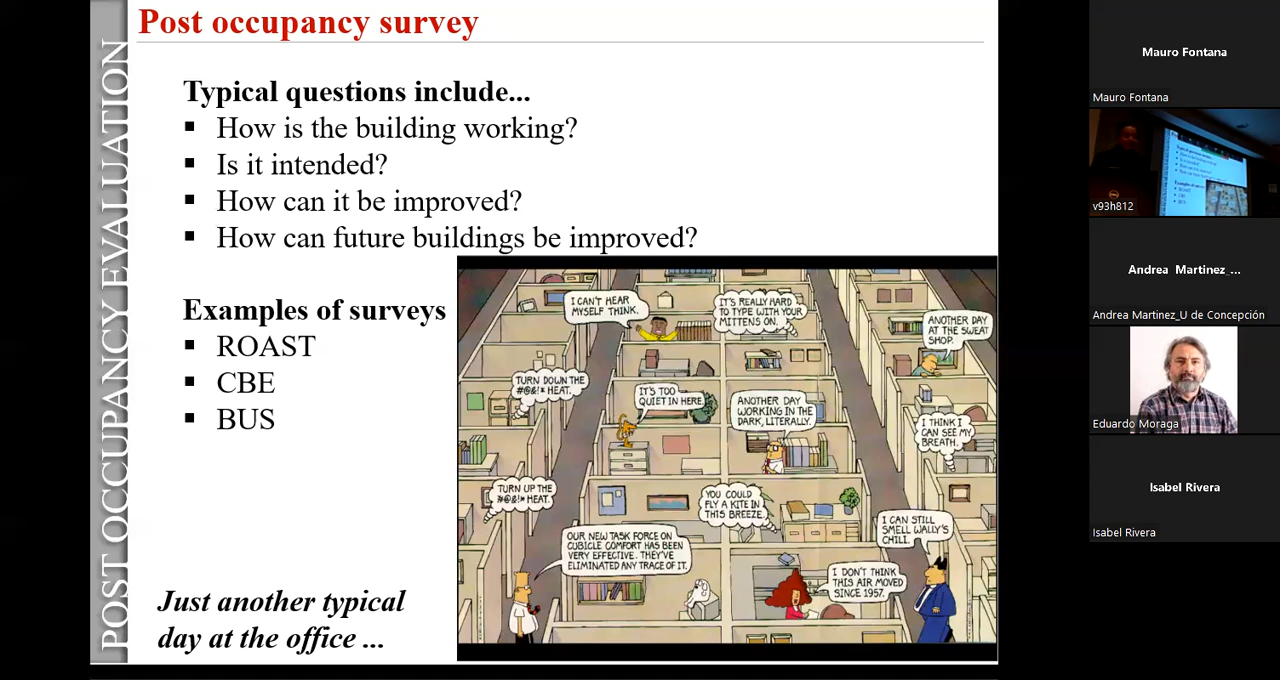 Post occupancy survey
POST OCCUPANCY EVALUATION
Typical questions include...
▪ How is the building working?
▪ Is it intended?
▪ How can it be improved?
▪ How can future buildings be improved?
Examples of surveys
▪ ROAST
▪ CBE
▪ BUS
Just another typical
day at the office ...
I CAN'T HEAR
MYSELF THINK.
IT'S REALLY HARD
TO TYPE WITH YOUR
MITTENS ON.
ANOTHER DAY
AT THE SWEAT
SHOP.
TURN DOWN THE
#@&!* HEAT.
IT'S TOO
QUIET IN HERE.
ANOTHER DAY
WORKING IN THE
DARK, LITERALLY.
I THINK I
CAN SEE MY
BREATH.
TURN UP THE
#@&!* HEAT.
YOU COULD
FLY A KITE IN
THIS BREEZE.
I CAN STILL
SMELL WALLY'S
CHILI.
OUR NEW TASK FORCE ON
CUBICLE COMFORT HAS BEEN
VERY EFFECTIVE. THEY'VE
ELIMINATED ANY TRACE OF IT.
I DON'T THINK
THIS AIR MOVED
SINCE 1957.
Mauro Fontana
Mauro Fontana
v93h812
Andrea Martinez_...
Andrea Martinez_U de Concepción
Eduardo Moraga
Isabel Rivera
Isabel Rivera